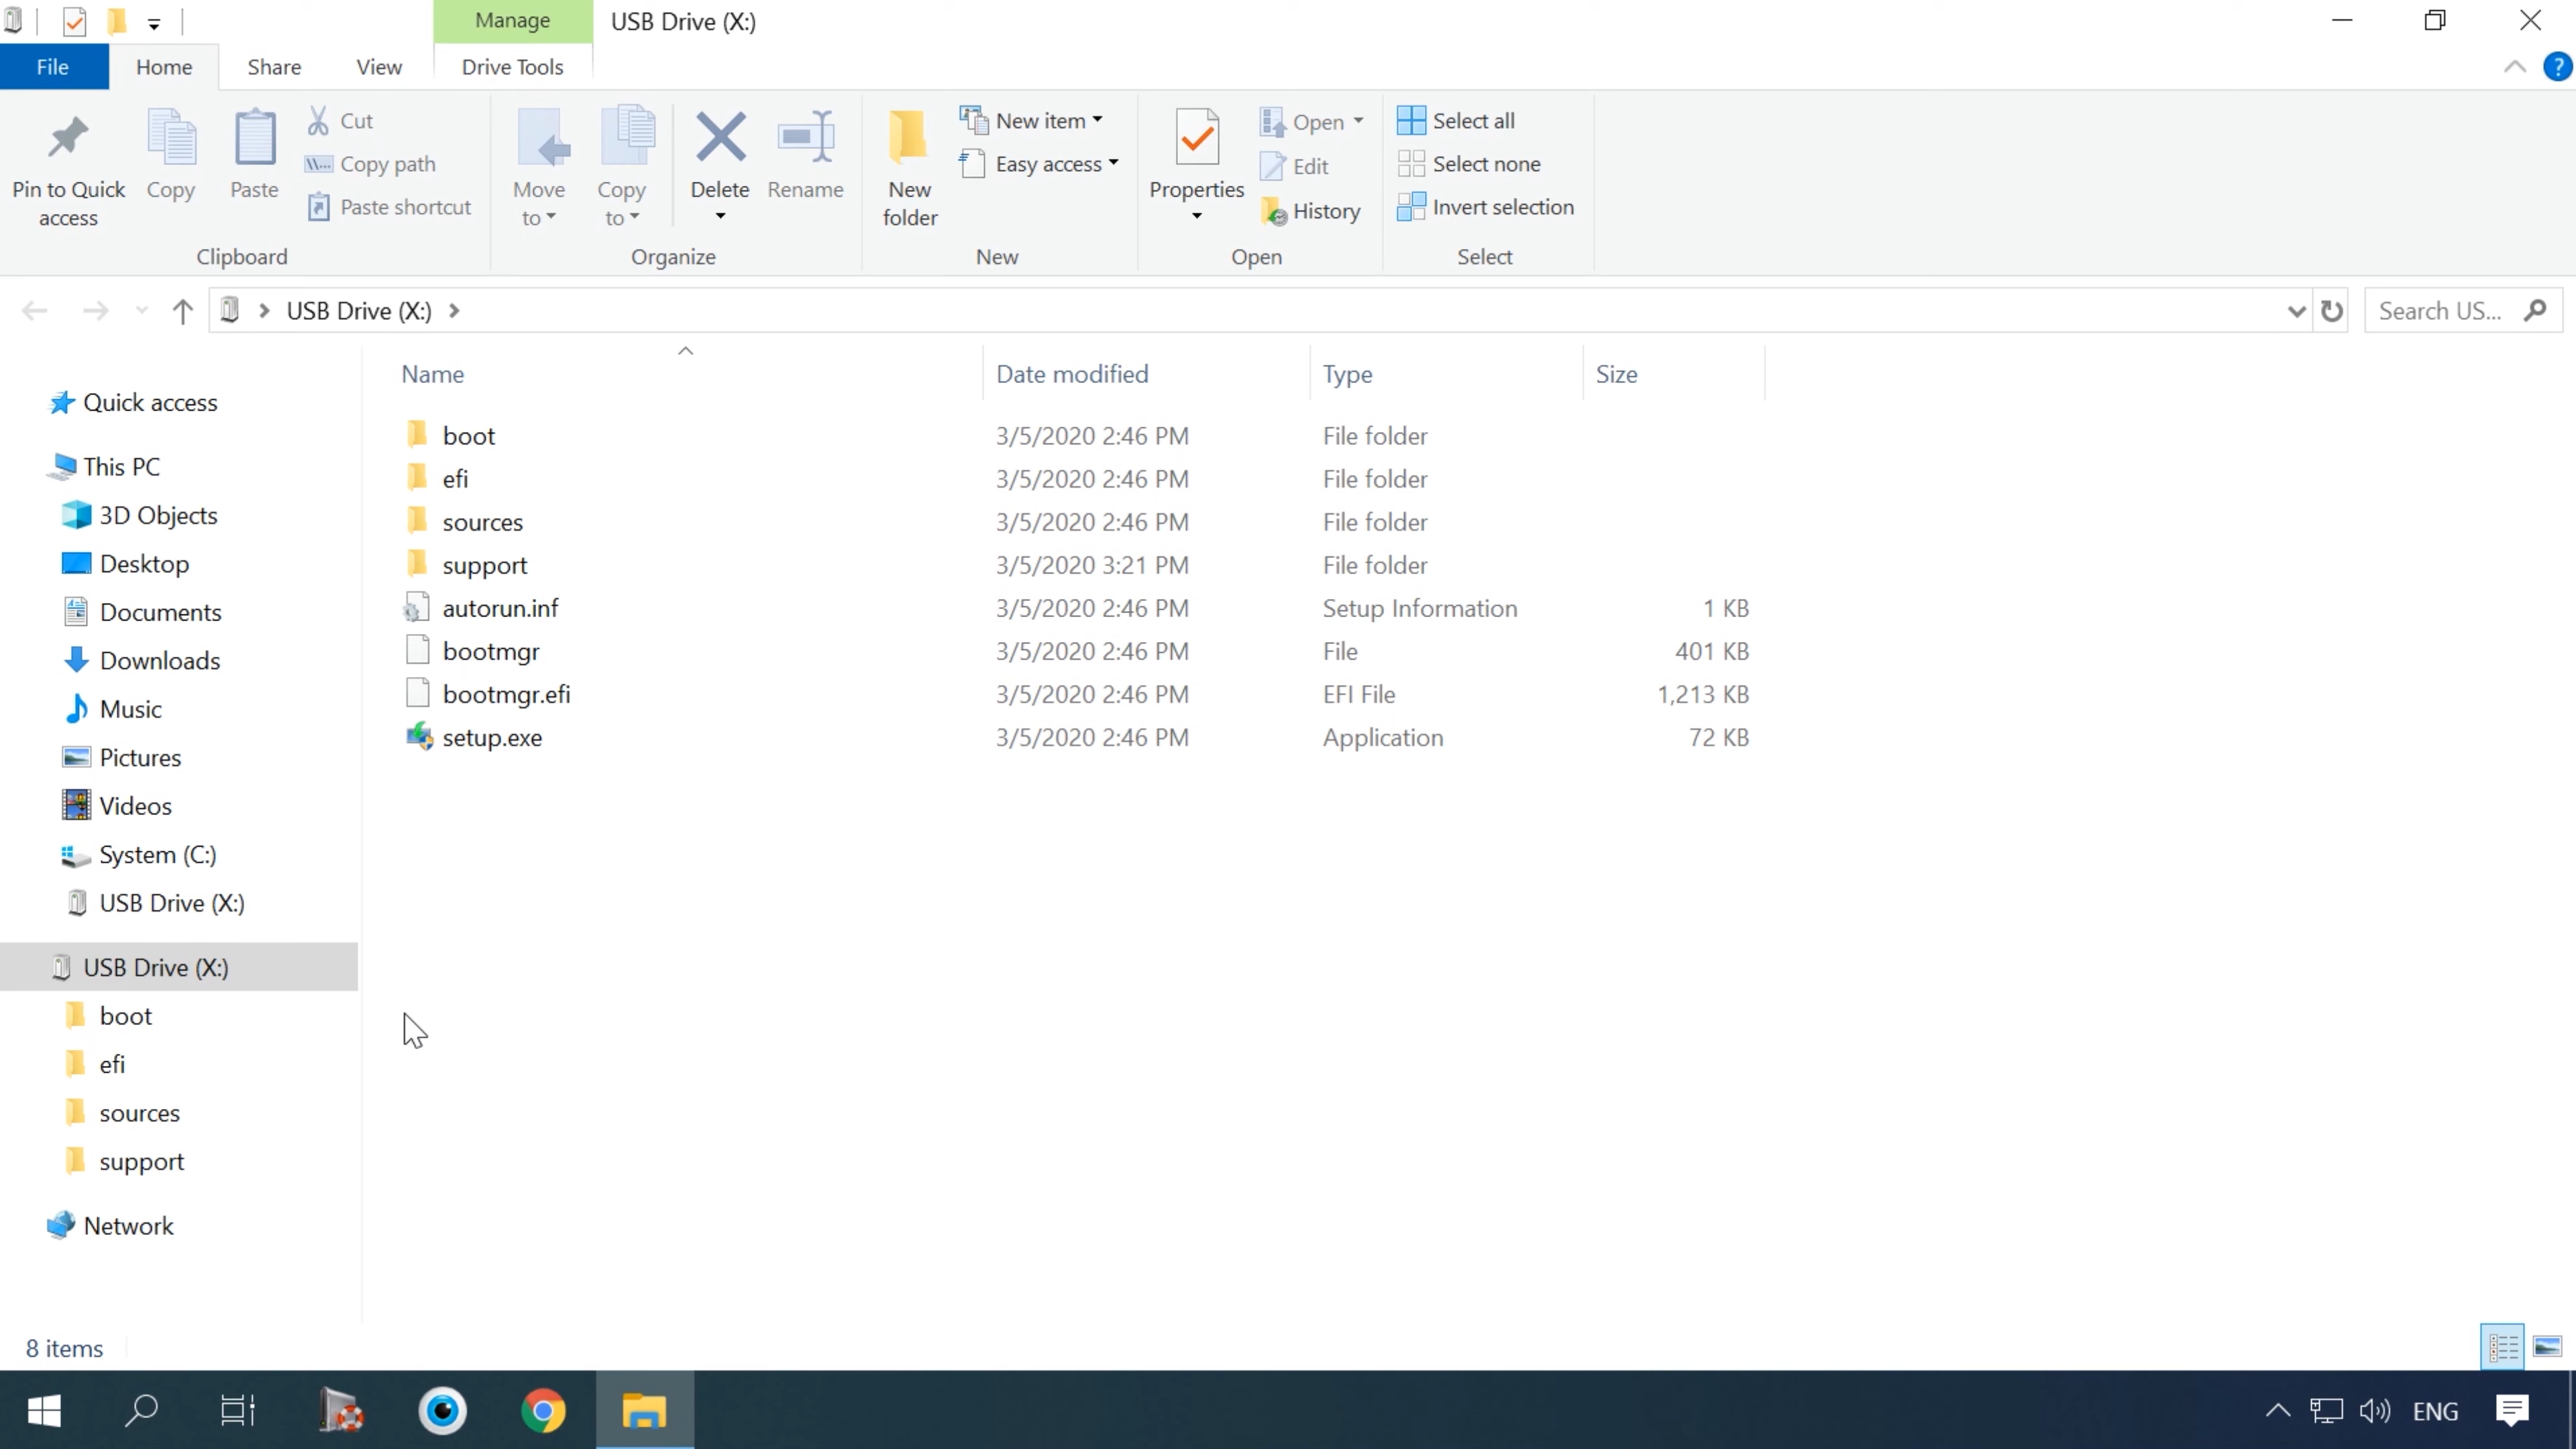 Manage
USB Drive (X:)
File
Home
Share
View
Drive Tools
Pin to Quick
access
Copy
Paste
Cut
Copy path
Paste shortcut
Clipboard
Move
to
Copy
to
Delete
Rename
Organize
New
folder
New item
Easy access
New
Properties
Open
Edit
History
Open
Select all
Select none
Invert selection
Select
USB Drive (X:)
Search US...
Name
Date modified
Type
Size
boot 3/5/2020 2:46 PM File folder
efi 3/5/2020 2:46 PM File folder
sources 3/5/2020 2:46 PM File folder
support 3/5/2020 3:21 PM File folder
autorun.inf 3/5/2020 2:46 PM Setup Information 1 KB
bootmgr 3/5/2020 2:46 PM File 401 KB
bootmgr.efi 3/5/2020 2:46 PM EFI File 1,213 KB
setup.exe 3/5/2020 2:46 PM Application 72 KB
Quick access
This PC
3D Objects
Desktop
Documents
Downloads
Music
Pictures
Videos
System (C:)
USB Drive (X:)
USB Drive (X:)
boot
efi
sources
support
Network
8 items
ENG